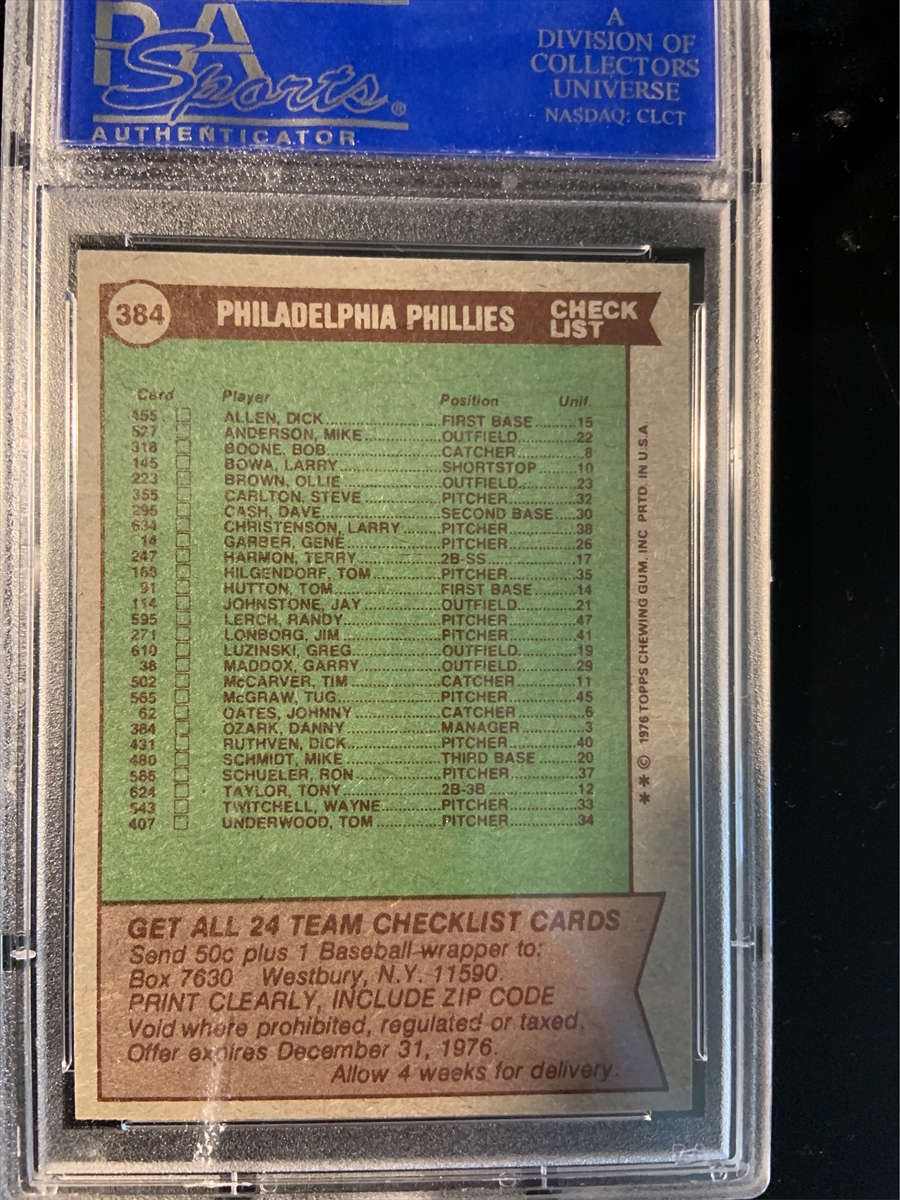 PSA
Sports®
AUTHENTICATOR
A
DIVISION OF
COLLECTORS
UNIVERSE
NASDAQ: CLCT
384 PHILADELPHIA PHILLIES CHECK LIST
Card Player Position Unif.
455 ALLEN, DICK FIRST BASE 15
527 ANDERSON, MIKE OUTFIELD 22
318 BOONE, BOB CATCHER 8
145 BOWA, LARRY SHORTSTOP 10
223 BROWN, OLLIE OUTFIELD 23
355 CARLTON, STEVE PITCHER 32
295 CASH, DAVE SECOND BASE 30
634 CHRISTENSON, LARRY PITCHER 38
14 GARBER, GENE PITCHER 26
247 HARMON, TERRY 2B-SS 17
168 HILGENDORF, TOM PITCHER 35
91 HUTTON, TOM FIRST BASE 14
114 JOHNSTONE, JAY OUTFIELD 21
595 LERCH, RANDY PITCHER 47
271 LONBORG, JIM PITCHER 41
610 LUZINSKI, GREG OUTFIELD 19
38 MADDOX, GARRY OUTFIELD 29
502 McCARVER, TIM CATCHER 11
565 McGRAW, TUG PITCHER 45
62 OATES, JOHNNY CATCHER 6
384 OZARK, DANNY MANAGER 3
431 RUTHVEN, DICK PITCHER 40
480 SCHMIDT, MIKE THIRD BASE 20
586 SCHUELER, RON PITCHER 37
624 TAYLOR, TONY 2B-3B 12
543 TWITCHELL, WAYNE PITCHER 33
407 UNDERWOOD, TOM PITCHER 34
GET ALL 24 TEAM CHECKLIST CARDS
Send 50c plus 1 Baseball wrapper to:
Box 7630 Westbury, N.Y. 11590.
PRINT CLEARLY, INCLUDE ZIP CODE
Void where prohibited, regulated or taxed.
Offer expires December 31, 1976.
Allow 4 weeks for delivery.
** © 1976 TOPPS CHEWING GUM, INC PRTD. IN U.S.A.